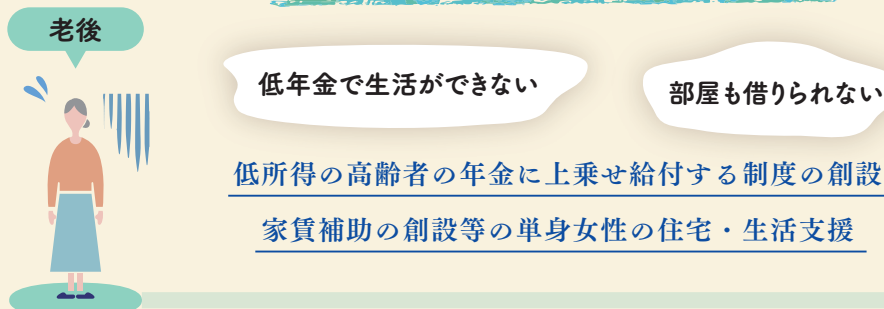 老後
低年金で生活ができない
部屋も借りられない
低所得の高齢者の年金に上乗せ給付する制度の創設
家賃補助の創設等の単身女性の住宅・生活支援